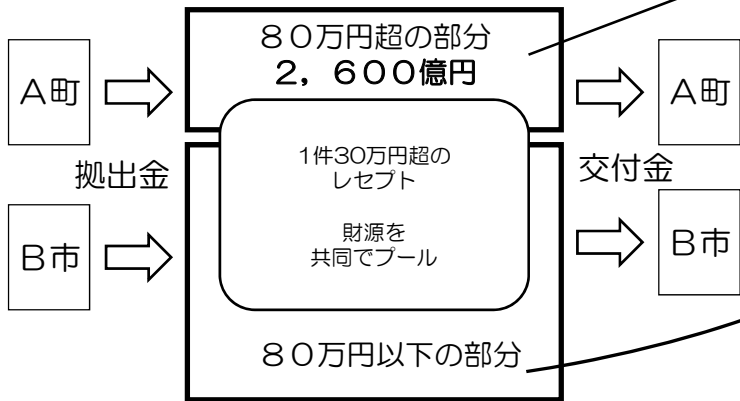 80万円超の部分
2，600億円
A町
A町
1件30万円超の
レセプト
拠出金
交付金
財源を
共同でプール
B市
B市
80万円以下の部分